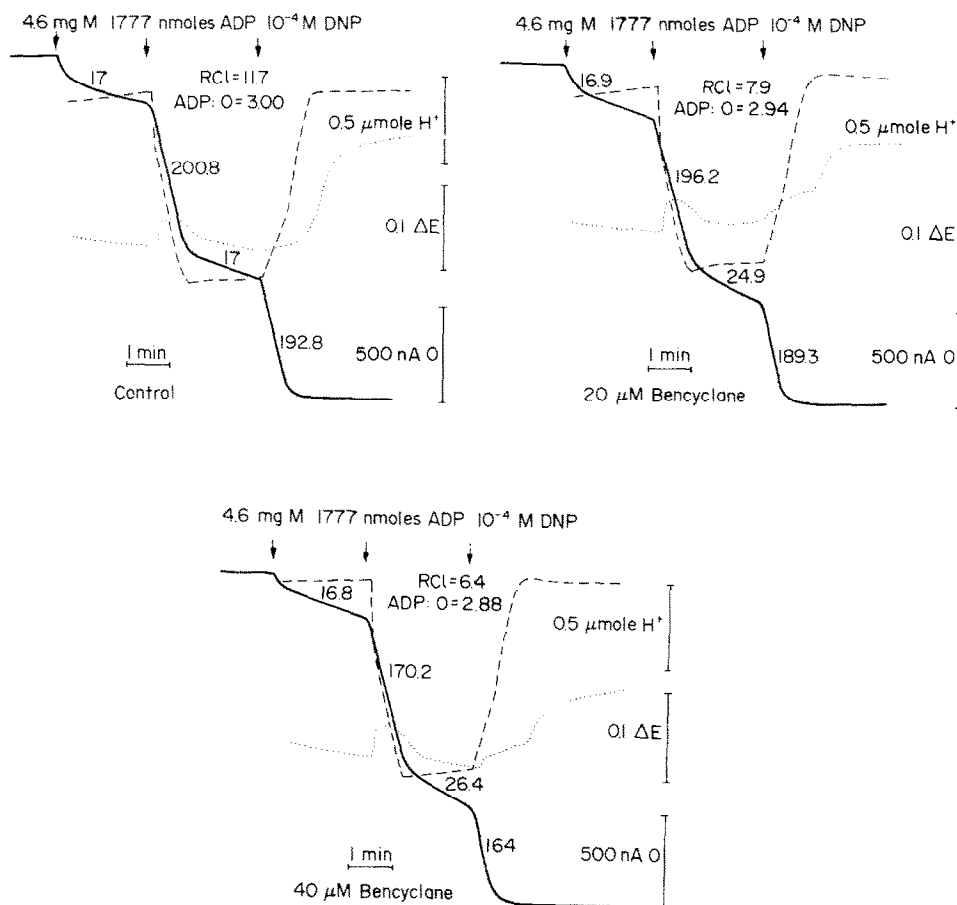 4.6 mg M 1777 nmoles ADP 10⁻⁴ M DNP
17
RCI=11.7
ADP: O=3.00
0.5 μmole H⁺
200.8
0.1 ΔE
17
192.8
500 nA O
1 min
Control
4.6 mg M 1777 nmoles ADP 10⁻⁴ M DNP
16.9
RCI=7.9
ADP: O=2.94
0.5 μmole H⁺
196.2
0.1 ΔE
24.9
189.3
500 nA O
1 min
20 μM Bencyclane
4.6 mg M 1777 nmoles ADP 10⁻⁴ M DNP
16.8
RCI=6.4
ADP: O=2.88
0.5 μmole H⁺
170.2
0.1 ΔE
26.4
164
500 nA O
1 min
40 μM Bencyclane